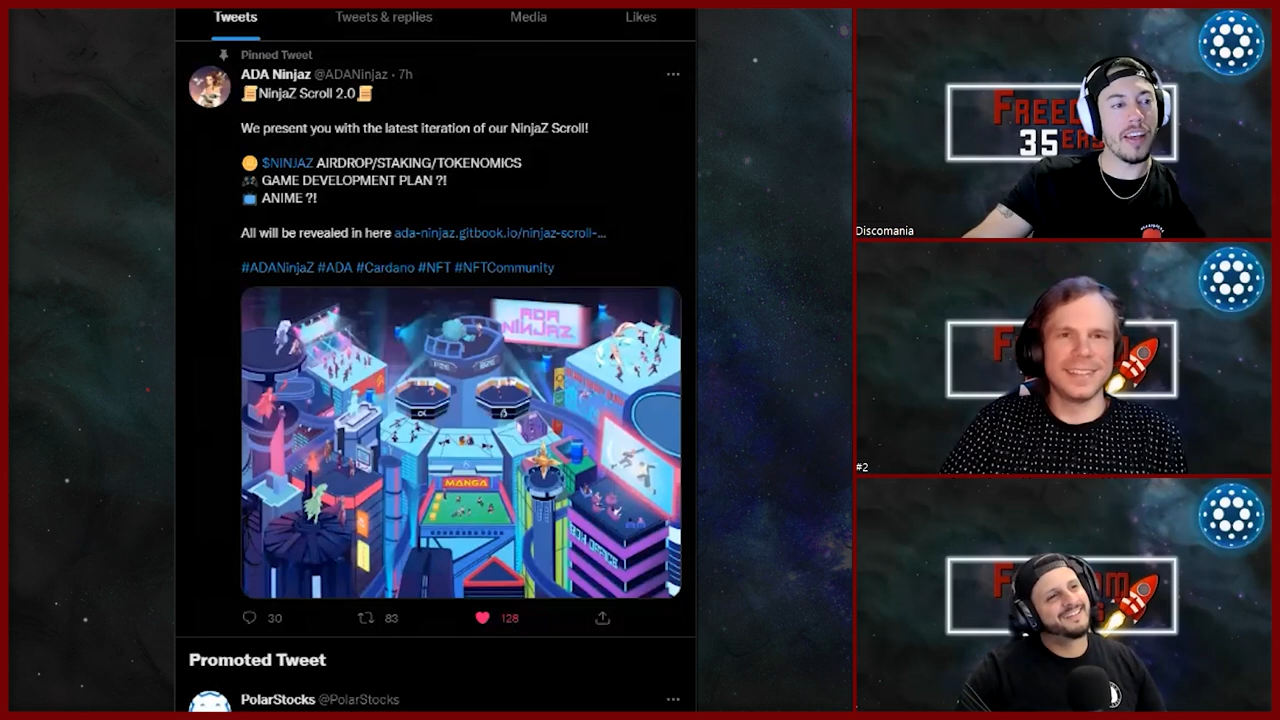 Tweets
Tweets & replies
Media
Likes
Pinned Tweet
ADA Ninjaz @ADANinjaz · 7h
NinjaZ Scroll 2.0
We present you with the latest iteration of our NinjaZ Scroll!
$NINJAZ AIRDROP/STAKING/TOKENOMICS
GAME DEVELOPMENT PLAN ?!
ANIME ?!
All will be revealed in here ada-ninjaz.gitbook.io/ninjaz-scroll-...
#ADANinjaZ #ADA #Cardano #NFT #NFTCommunity
ADA
NINJAZ
MANGA
BOX OFFICE
30
83
128
Promoted Tweet
PolarStocks @PolarStocks
35
Discomania
#2